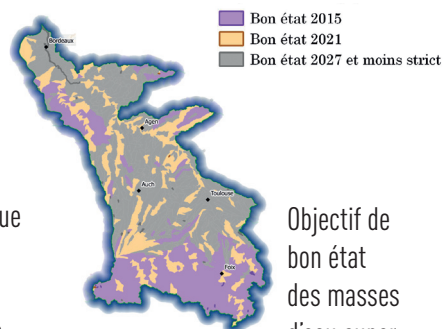 Bon état 2015
Bon état 2021
Bon état 2027 et moins strict
Bordeaux
Agen
Auch
Toulouse
Foix
ue
Objectif de
bon état
des masses